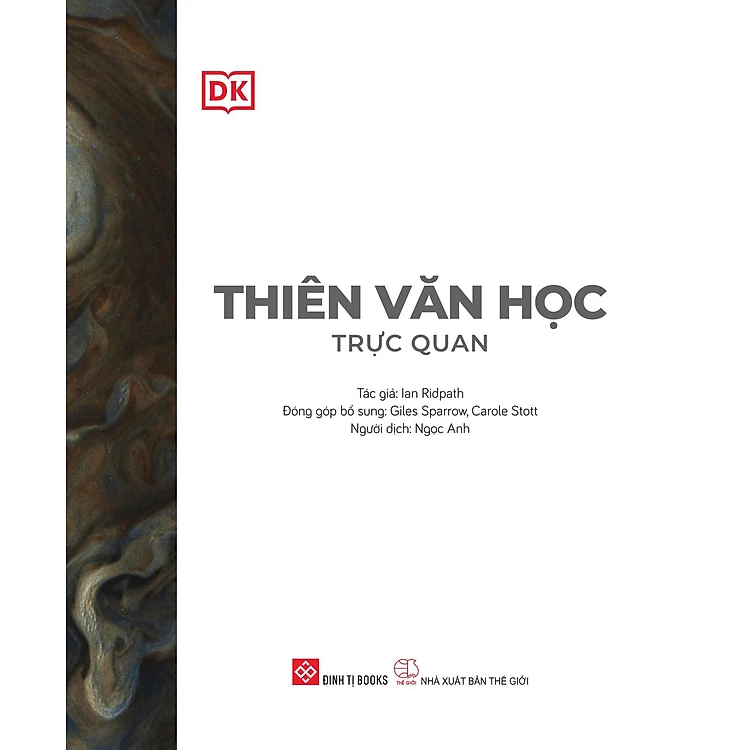 DK
THIÊN VĂN HỌC
TRỰC QUAN
Tác giả: Ian Ridpath
Đóng góp bổ sung: Giles Sparrow, Carole Stott
Người dịch: Ngọc Anh
ĐINH TỊ BOOKS
THẾ GIỚI
NHÀ XUẤT BẢN THẾ GIỚI